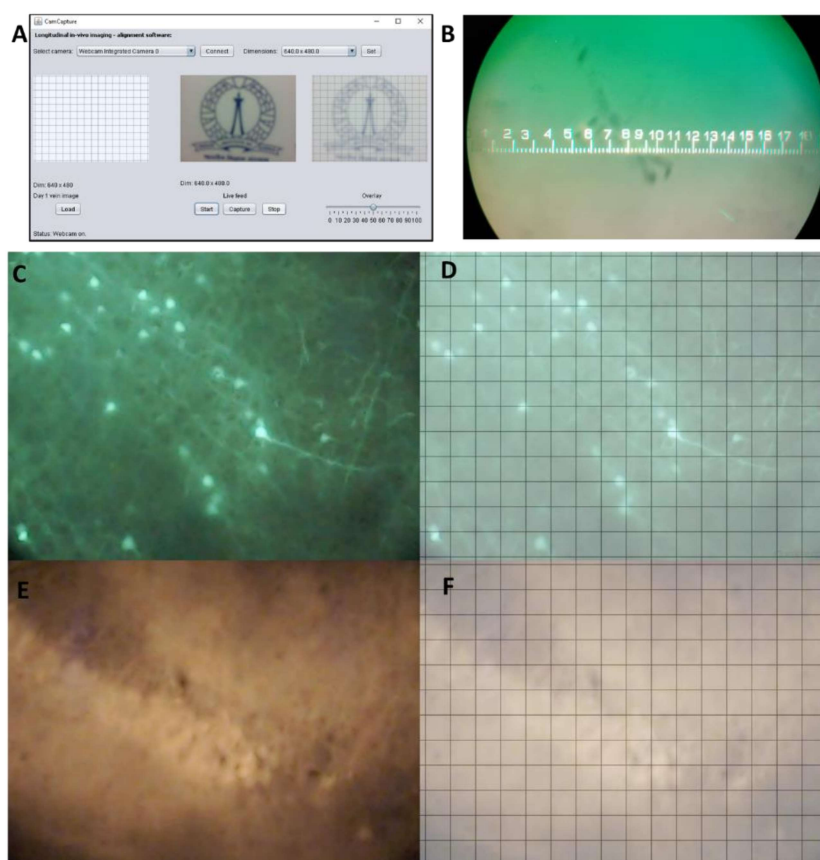 A
CamCapture
Longitudinal in-vivo imaging - alignment software:
Select camera: Webcam Integrated Camera 0 Connect Dimensions: 640.0 x 480.0 Set
Dim: 640 x 480
Dim: 640.0 x 480.0
Day 1 vein image
Live feed
Overlay
Load
Start Capture Stop
0 10 20 30 40 50 60 70 80 90 100
Status: Webcam on.
B
1 2 3 4 5 6 7 8 9 10 11 12 13 14 15 16 17 18
C
D
E
F